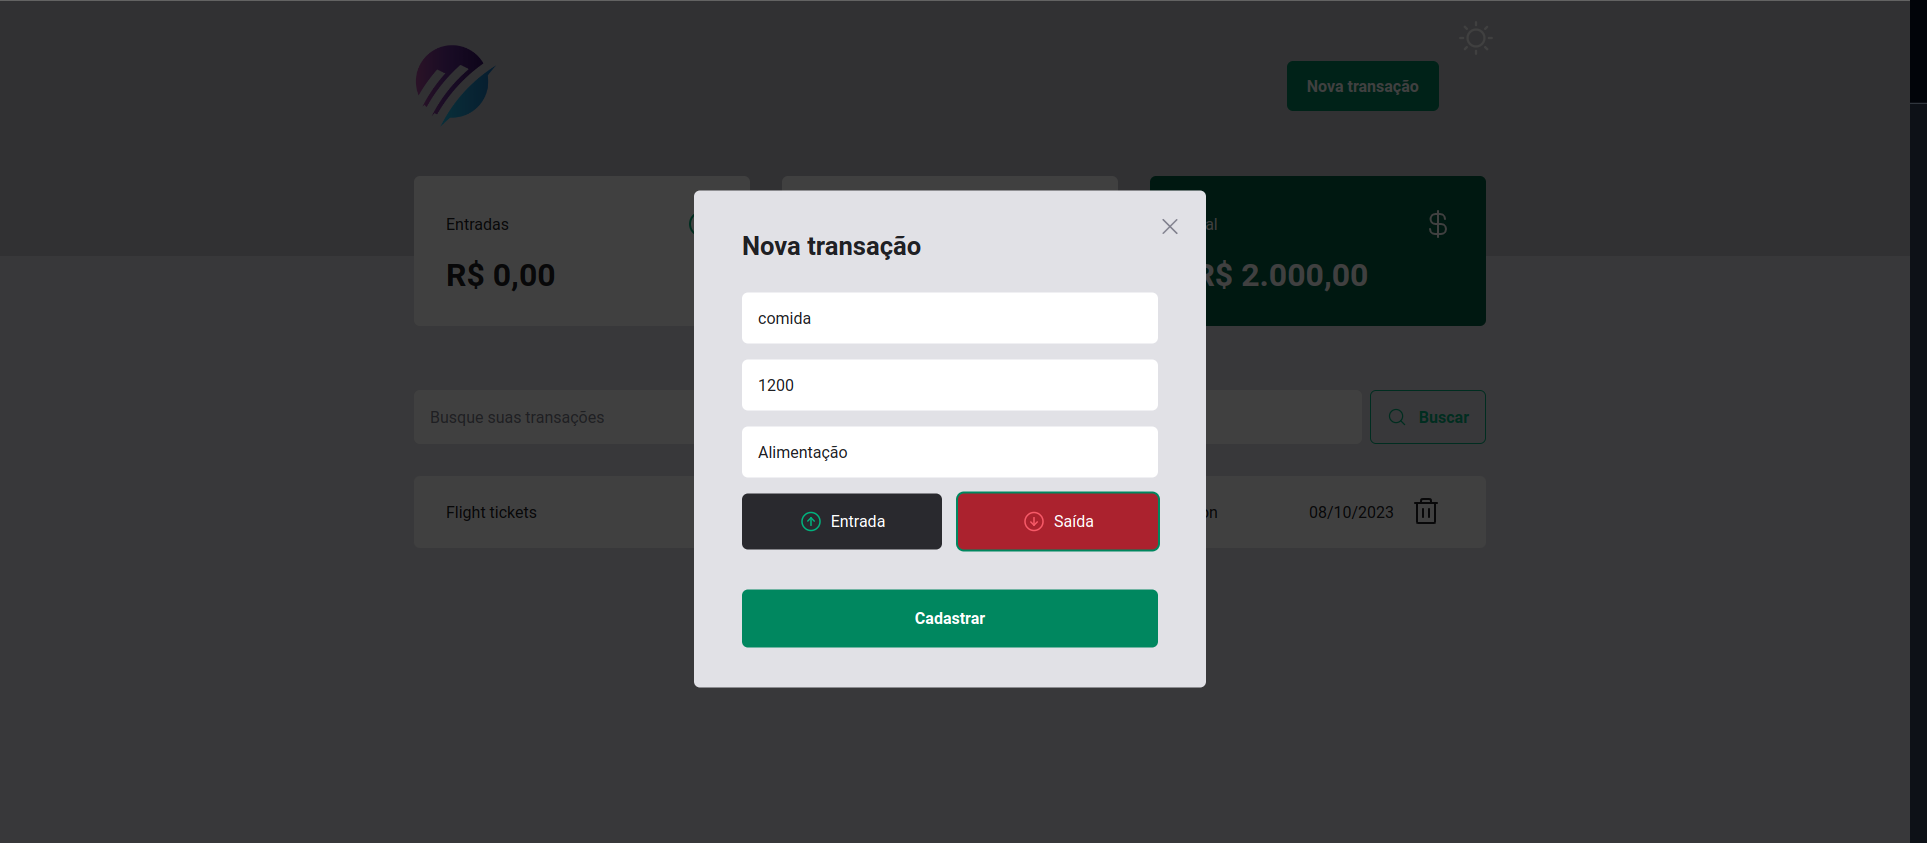 Nova transação
Entradas
R$ 0,00
R$ 2.000,00
Nova transação
comida
1200
Alimentação
Entrada
Saída
Cadastrar
Busque suas transações
Buscar
Flight tickets
08/10/2023